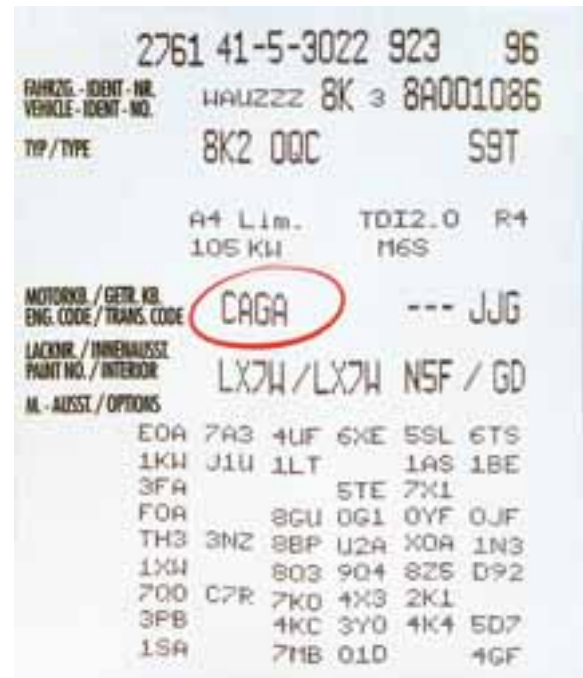 2761 41-5-3022 923 96
FAHRZG. - IDENT - NR.
VEHICLE - IDENT - NO.
WAUZZZ 8K 3 8A001086
TYP / TYPE 8K2 0QC S9T
A4 Lim. TDI2.0 R4
105 KW M6S
MOTORKB. / GETR. KB.
ENG. CODE / TRANS. CODE
CAGA --- JJG
LACKNR. / INNENAUSST.
PAINT NO. / INTERIOR
LX7W/LX7W N5F / GD
M. - AUSST. / OPTIONS
E0A 7A3 4UF 6XE 5SL 6TS
1KW J1U 1LT 1AS 1BE
3FA 5TE 7X1
F0A 8GU 0G1 0YF 0JF
TH3 3NZ 8BP U2A X0A 1N3
1XW 803 904 8Z5 D92
700 C7R 7K0 4X3 2K1
3PB 4KC 3Y0 4K4 5D7
1SA 7MB 01D 4GF